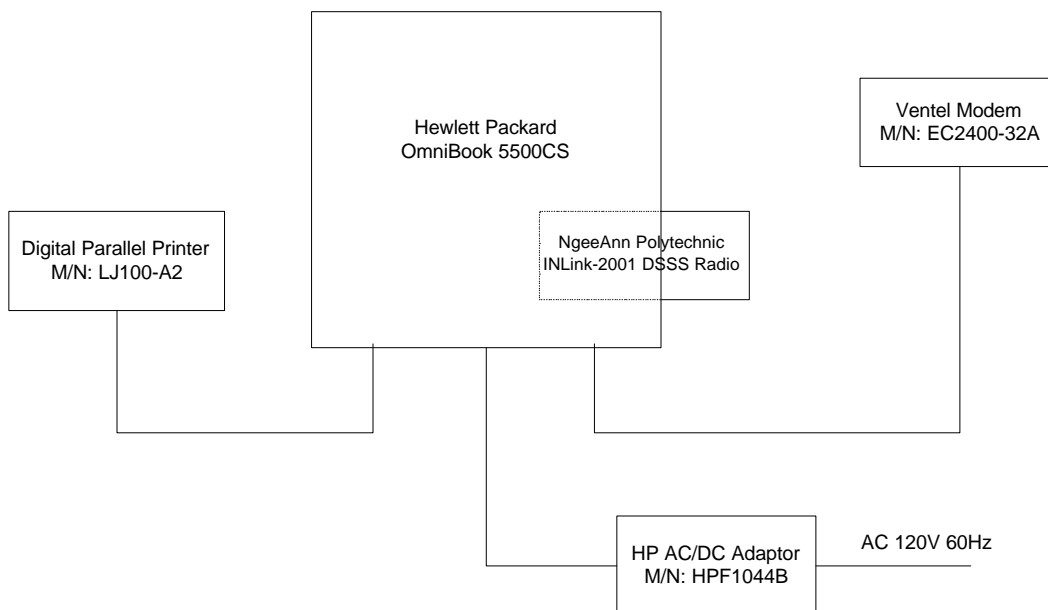 Hewlett Packard
OmniBook 5500CS
Ventel Modem
M/N: EC2400-32A
Digital Parallel Printer
M/N: LJ100-A2
NgeeAnn Polytechnic
INLink-2001 DSSS Radio
HP AC/DC Adaptor
M/N: HPF1044B
AC 120V 60Hz